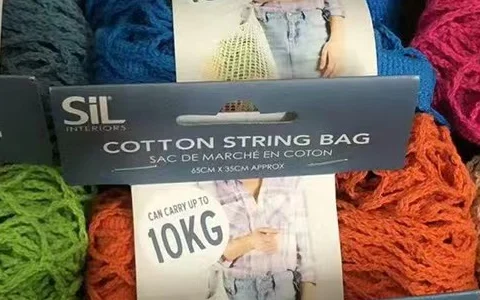 SiL
INTERIORS
COTTON STRING BAG
SAC DE MARCHÉ EN COTON
65CM X 35CM APPROX
CAN CARRY UP TO
10KG